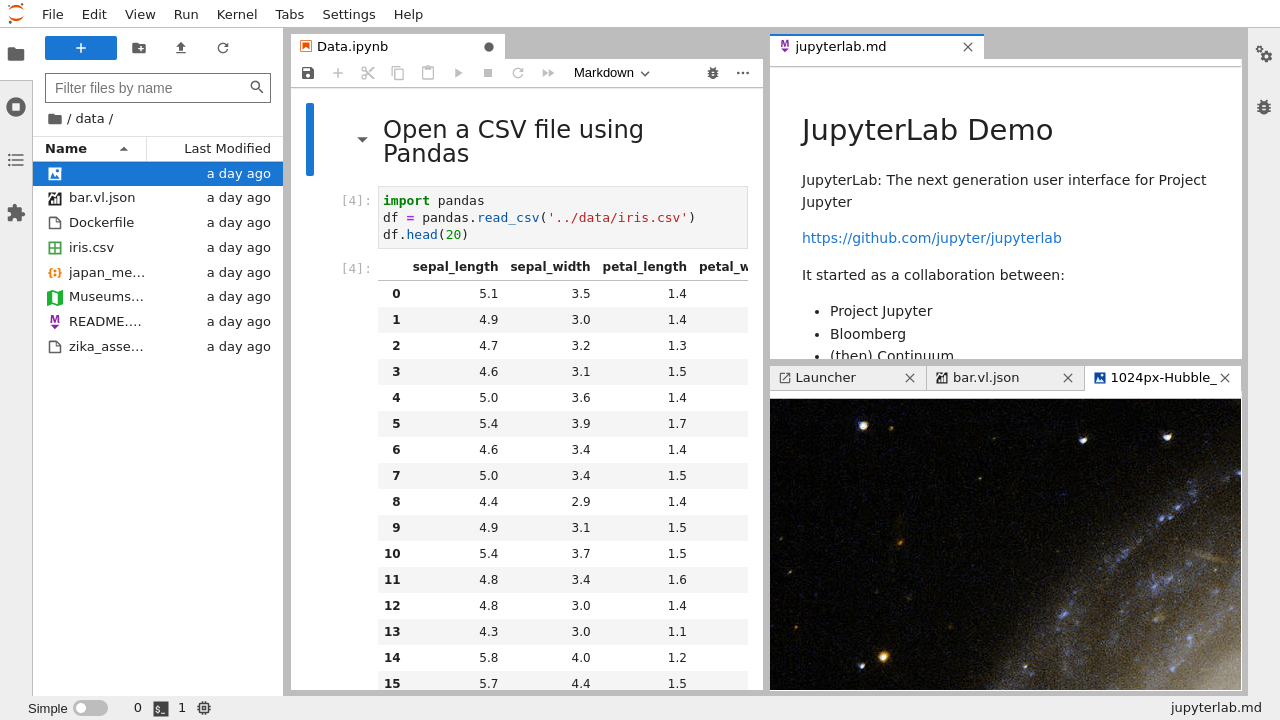 File Edit View Run Kernel Tabs Settings Help
Filter files by name
/ data /
Name Last Modified
a day ago
bar.vl.json a day ago
Dockerfile a day ago
iris.csv a day ago
japan_me... a day ago
Museums... a day ago
README.... a day ago
zika_asse... a day ago
Data.ipynb
Markdown
Open a CSV file using
Pandas
[4]:
import pandas
df = pandas.read_csv('../data/iris.csv')
df.head(20)
[4]:
sepal_length sepal_width petal_length petal_w
0 5.1 3.5 1.4
1 4.9 3.0 1.4
2 4.7 3.2 1.3
3 4.6 3.1 1.5
4 5.0 3.6 1.4
5 5.4 3.9 1.7
6 4.6 3.4 1.4
7 5.0 3.4 1.5
8 4.4 2.9 1.4
9 4.9 3.1 1.5
10 5.4 3.7 1.5
11 4.8 3.4 1.6
12 4.8 3.0 1.4
13 4.3 3.0 1.1
14 5.8 4.0 1.2
15 5.7 4.4 1.5
jupyterlab.md
JupyterLab Demo
JupyterLab: The next generation user interface for Project
Jupyter
https://github.com/jupyter/jupyterlab
It started as a collaboration between:
• Project Jupyter
• Bloomberg
• (then) Continuum
Launcher
bar.vl.json
1024px-Hubble_
Simple 0 1
jupyterlab.md